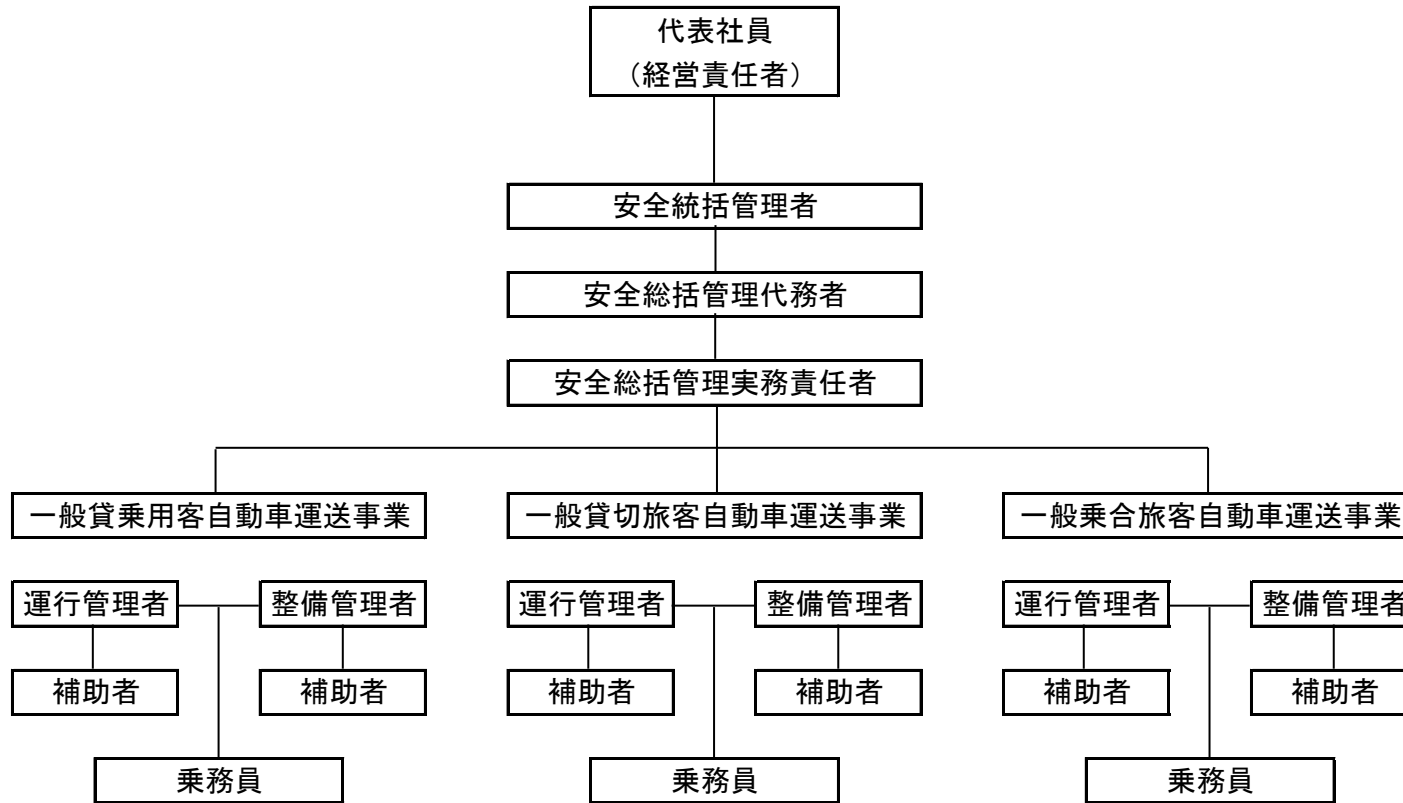 代表社員
（経営責任者）
安全統括管理者
安全総括管理代務者
安全総括管理実務責任者
一般貸乗用客自動車運送事業
一般貸切旅客自動車運送事業
一般乗合旅客自動車運送事業
運行管理者
整備管理者
運行管理者
整備管理者
運行管理者
整備管理者
補助者
補助者
補助者
補助者
補助者
補助者
乗務員
乗務員
乗務員